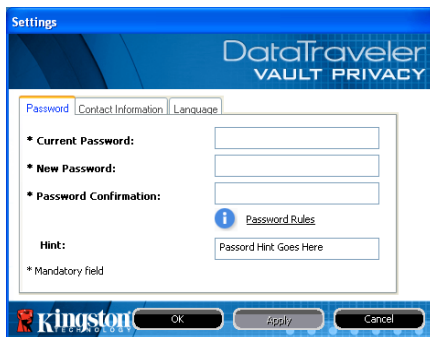 Settings
DataTraveler
VAULT PRIVACY
Password Contact Information Language
* Current Password:
* New Password:
* Password Confirmation:
i Password Rules
Hint: Passord Hint Goes Here
* Mandatory field
Kingston OK Apply Cancel
TECHNOLOGY